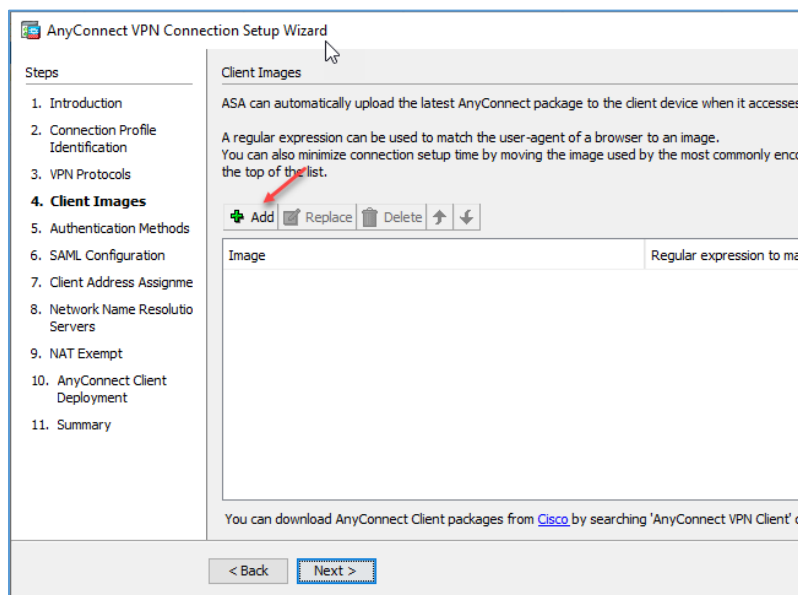 AnyConnect VPN Connection Setup Wizard
Steps
1. Introduction
2. Connection Profile
Identification
3. VPN Protocols
4. Client Images
5. Authentication Methods
6. SAML Configuration
7. Client Address Assignme
8. Network Name Resolutio
Servers
9. NAT Exempt
10. AnyConnect Client
Deployment
11. Summary
Client Images
ASA can automatically upload the latest AnyConnect package to the client device when it accesses
A regular expression can be used to match the user-agent of a browser to an image.
You can also minimize connection setup time by moving the image used by the most commonly enco
the top of the list.
Add Replace Delete
Image Regular expression to ma
You can download AnyConnect Client packages from Cisco by searching 'AnyConnect VPN Client' o
< Back Next >